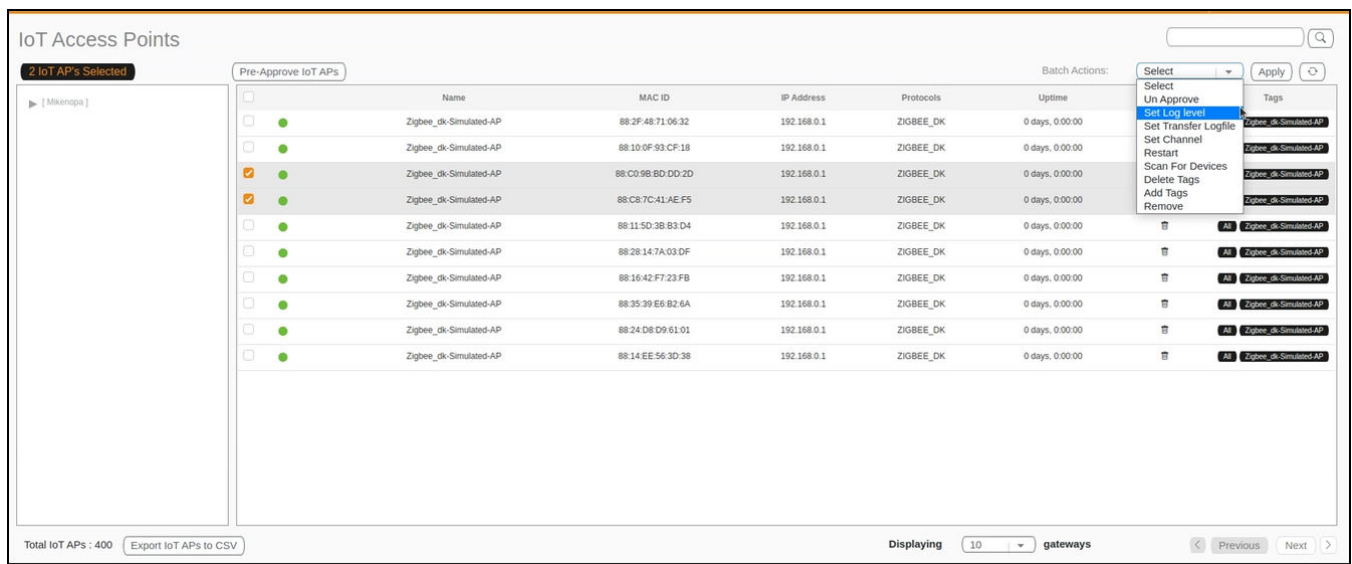 IoT Access Points
2 IoT AP's Selected
Pre-Approve IoT APs
Batch Actions:
Select
Apply
[ Mikenopa ]
Select
Un Approve
Set Log level
Set Transfer Logfile
Set Channel
Restart
Scan For Devices
Delete Tags
Add Tags
Remove
Name MAC ID IP Address Protocols Uptime Tags
Zigbee_dk-Simulated-AP 88:2F:48:71:06:32 192.168.0.1 ZIGBEE_DK 0 days, 0:00:00 Zigbee_dk-Simulated-AP
Zigbee_dk-Simulated-AP 88:10:0F:93:CF:18 192.168.0.1 ZIGBEE_DK 0 days, 0:00:00 Zigbee_dk-Simulated-AP
Zigbee_dk-Simulated-AP 88:C0:9B:BD:DD:2D 192.168.0.1 ZIGBEE_DK 0 days, 0:00:00 Zigbee_dk-Simulated-AP
Zigbee_dk-Simulated-AP 88:C8:7C:41:AE:F5 192.168.0.1 ZIGBEE_DK 0 days, 0:00:00 Zigbee_dk-Simulated-AP
Zigbee_dk-Simulated-AP 88:11:5D:3B:B3:D4 192.168.0.1 ZIGBEE_DK 0 days, 0:00:00 All Zigbee_dk-Simulated-AP
Zigbee_dk-Simulated-AP 88:28:14:7A:03:DF 192.168.0.1 ZIGBEE_DK 0 days, 0:00:00 All Zigbee_dk-Simulated-AP
Zigbee_dk-Simulated-AP 88:16:42:F7:23:FB 192.168.0.1 ZIGBEE_DK 0 days, 0:00:00 All Zigbee_dk-Simulated-AP
Zigbee_dk-Simulated-AP 88:35:39:E6:B2:6A 192.168.0.1 ZIGBEE_DK 0 days, 0:00:00 All Zigbee_dk-Simulated-AP
Zigbee_dk-Simulated-AP 88:24:D8:D9:61:01 192.168.0.1 ZIGBEE_DK 0 days, 0:00:00 All Zigbee_dk-Simulated-AP
Zigbee_dk-Simulated-AP 88:14:EE:56:3D:38 192.168.0.1 ZIGBEE_DK 0 days, 0:00:00 All Zigbee_dk-Simulated-AP
Total IoT APs : 400 Export IoT APs to CSV Displaying 10 gateways < Previous Next >